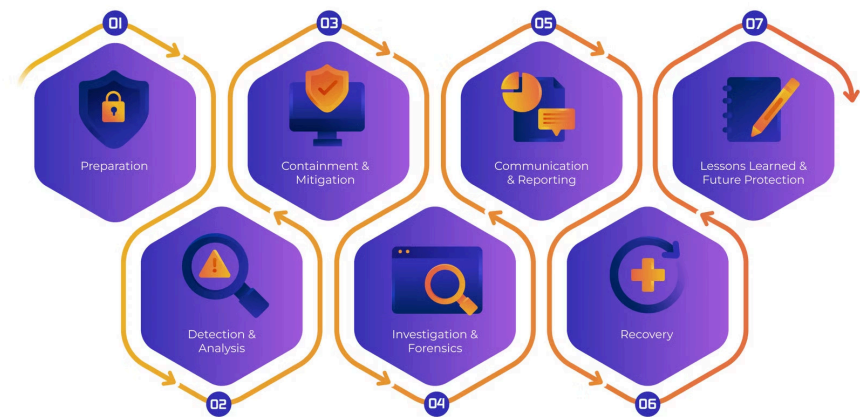 01
Preparation
02
Detection &
Analysis
03
Containment &
Mitigation
04
Investigation &
Forensics
05
Communication
& Reporting
06
Recovery
07
Lessons Learned &
Future Protection